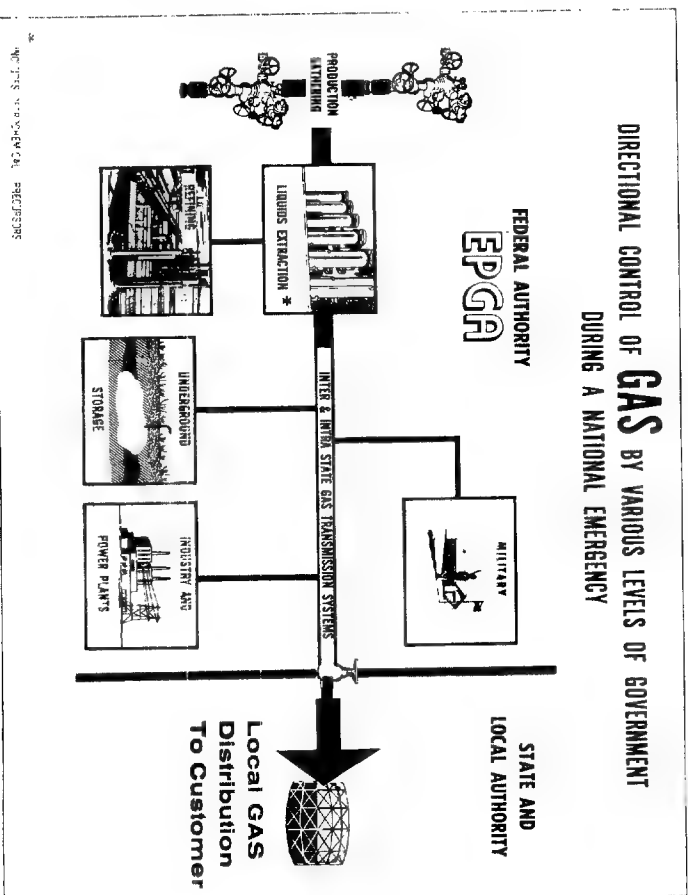 DIRECTIONAL CONTROL OF GAS BY VARIOUS LEVELS OF GOVERNMENT
DURING A NATIONAL EMERGENCY
FEDERAL AUTHORITY
EPGA
STATE AND
LOCAL AUTHORITY
MILITARY
PRODUCTION
GATHERING
LIQUIDS EXTRACTION *
INTER & INTRA STATE GAS TRANSMISSION SYSTEMS
REFINING
UNDERGROUND
STORAGE
INDUSTRY AND
POWER PLANTS
Local GAS
Distribution
To Customer
*
PRECURSORS